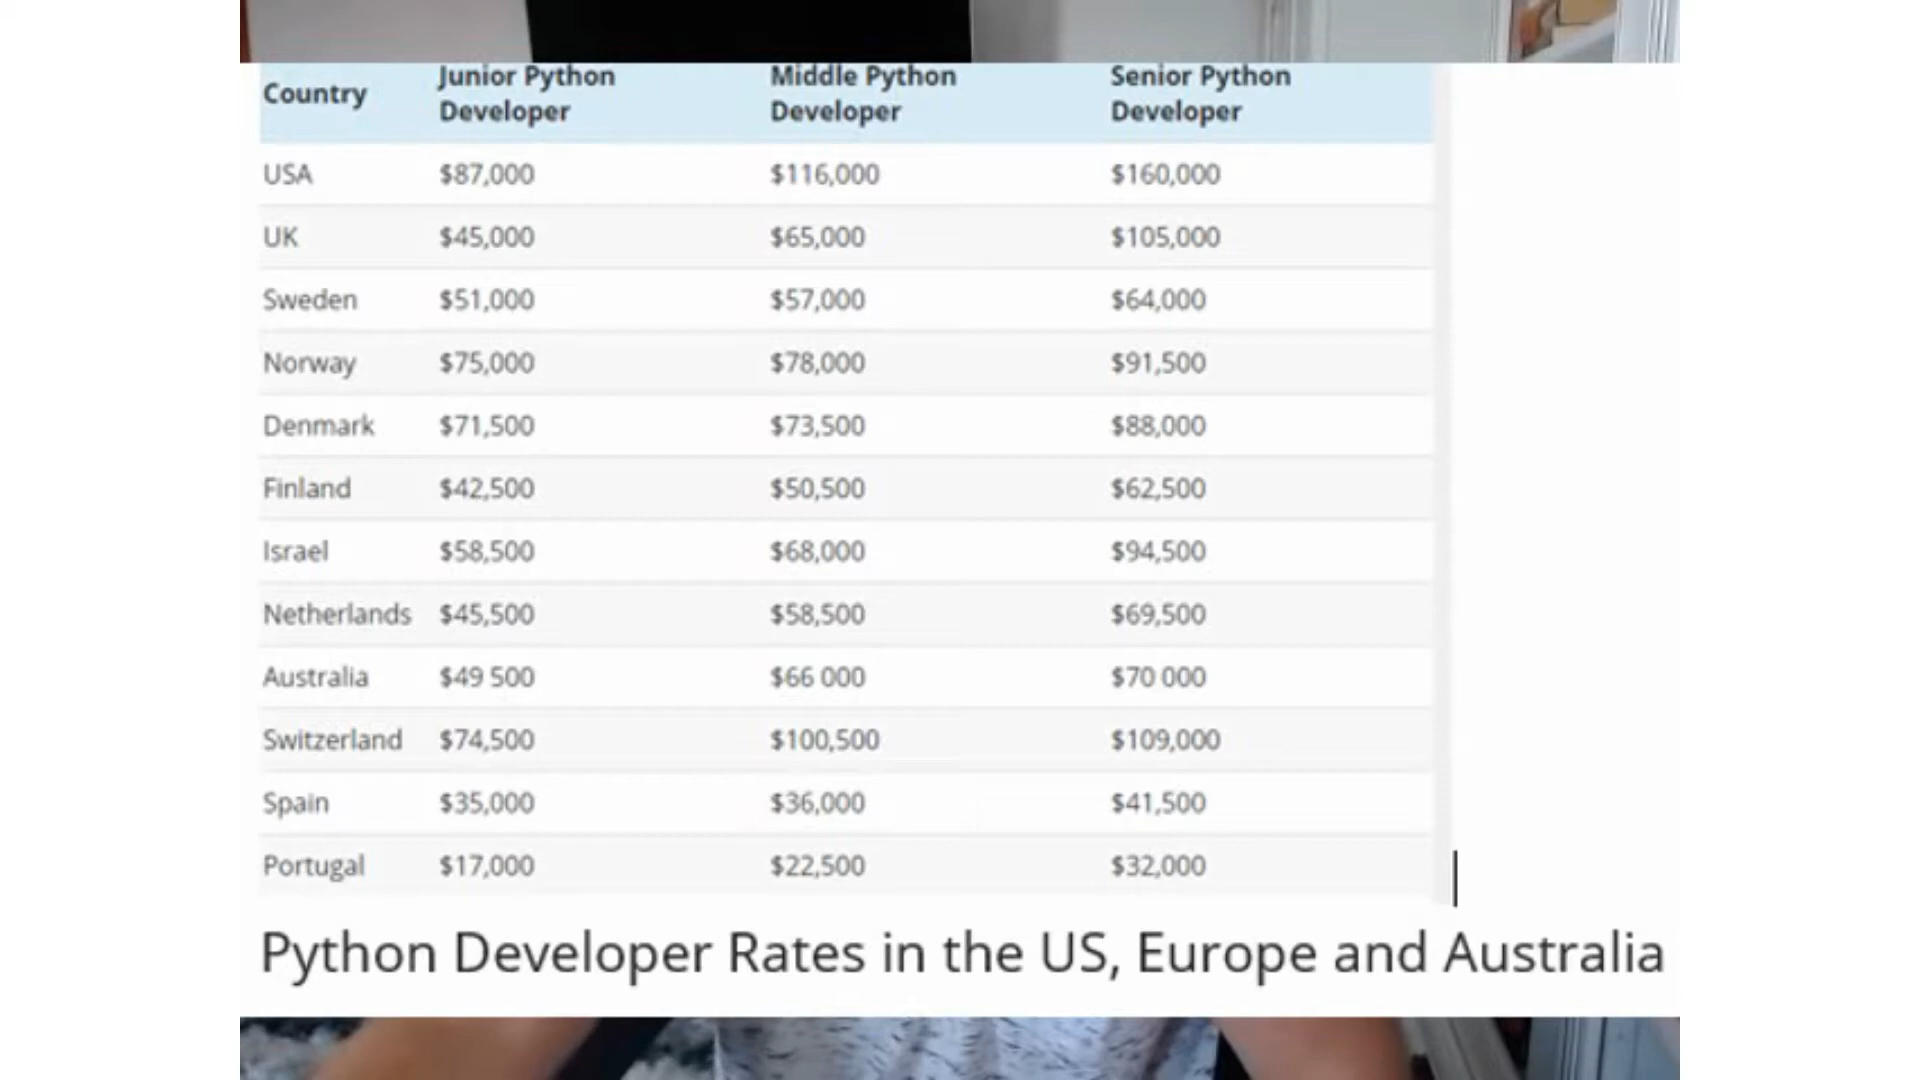 Country Junior Python Developer Middle Python Developer Senior Python Developer
USA $87,000 $116,000 $160,000
UK $45,000 $65,000 $105,000
Sweden $51,000 $57,000 $64,000
Norway $75,000 $78,000 $91,500
Denmark $71,500 $73,500 $88,000
Finland $42,500 $50,500 $62,500
Israel $58,500 $68,000 $94,500
Netherlands $45,500 $58,500 $69,500
Australia $49 500 $66 000 $70 000
Switzerland $74,500 $100,500 $109,000
Spain $35,000 $36,000 $41,500
Portugal $17,000 $22,500 $32,000
Python Developer Rates in the US, Europe and Australia